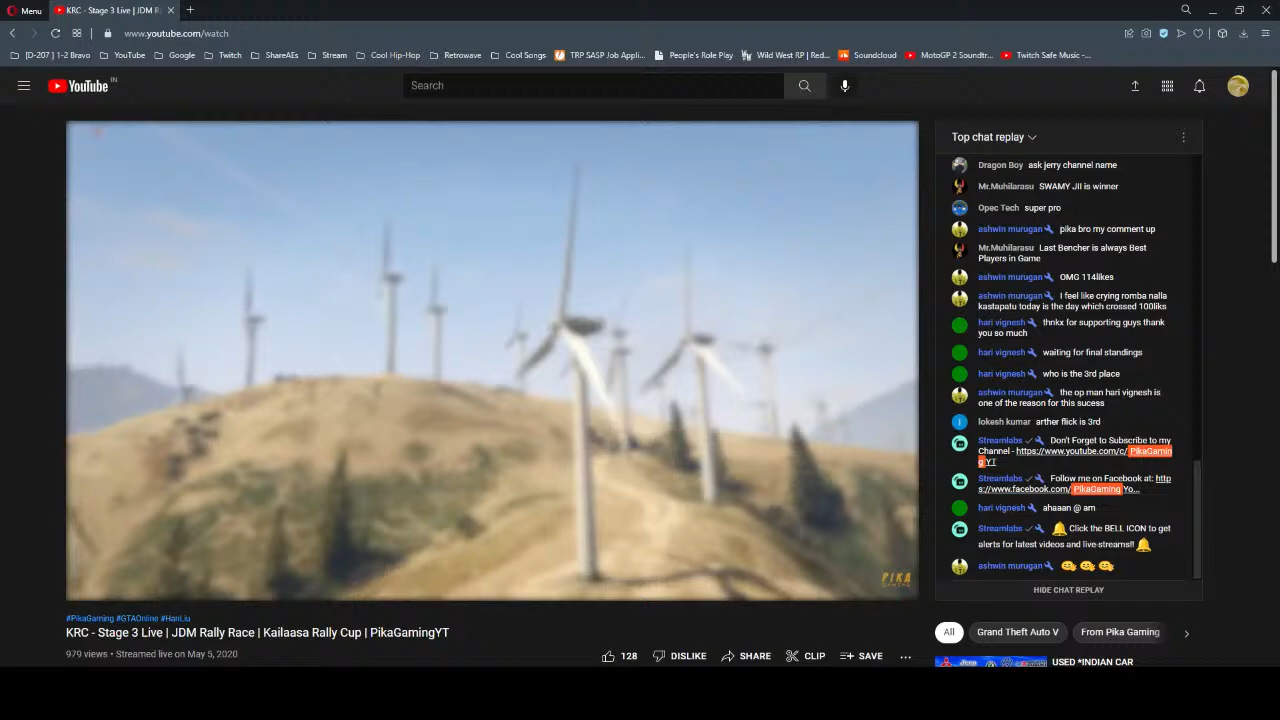 Menu
KRC - Stage 3 Live | JDM R
www.youtube.com/watch
[D-207] 1-2 Bravo
YouTube
Google
Twitch
ShareAEs
Stream
Cool Hip-Hop
Retrowave
Cool Songs
TRP SASP Job Appli...
People's Role Play
Wild West RP | Red...
Soundcloud
MotoGP 2 Soundtr...
Twitch Safe Music -...
YouTube IN
Search
Top chat replay
Dragon Boy ask jerry channel name
Mr.Muhilarasu SWAMY JII is winner
Opec Tech super pro
ashwin murugan pika bro my comment up
Mr.Muhilarasu Last Bencher is always Best
Players in Game
ashwin murugan OMG 114likes
ashwin murugan I feel like crying romba nalla
kastapatu today is the day which crossed 100liks
hari vignesh thnkx for supporting guys thank
you so much
hari vignesh waiting for final standings
hari vignesh who is the 3rd place
ashwin murugan the op man hari vignesh is
one of the reason for this sucess
lokesh kumar arther flick is 3rd
Streamlabs Don't Forget to Subscribe to my
Channel - https://www.youtube.com/c/PikaGamin
gYT
Streamlabs Follow me on Facebook at: http
s://www.facebook.com/PikaGamingYo...
hari vignesh ahaaan @ am
Streamlabs 🔔 Click the BELL ICON to get
alerts for latest videos and live-streams!! 🔔
ashwin murugan 🤗 🤗 🤗
HIDE CHAT REPLAY
PIKA
GAMING
#PikaGaming #GTAOnline #HanLiu
KRC - Stage 3 Live | JDM Rally Race | Kailaasa Rally Cup | PikaGamingYT
979 views • Streamed live on May 5, 2020
128
DISLIKE
SHARE
CLIP
SAVE
All
Grand Theft Auto V
From Pika Gaming
USED *INDIAN CAR